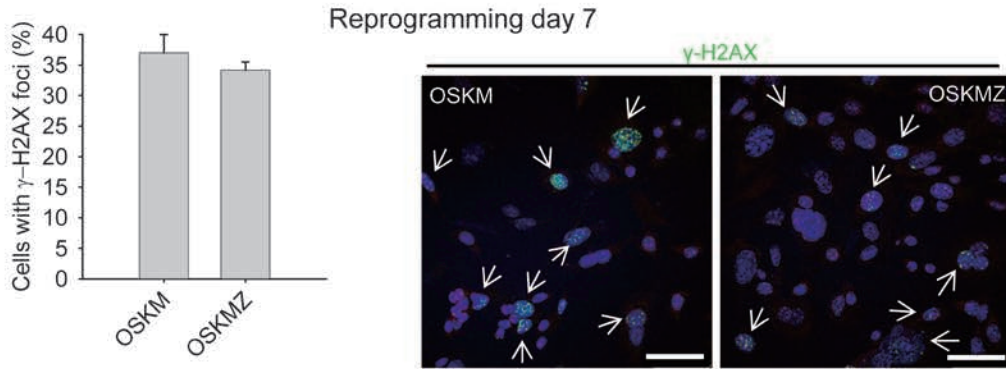 Reprogramming day 7
Cells with γ–H2AX foci (%)
40
35
30
25
20
15
10
5
0
OSKM
OSKMZ
γ-H2AX
OSKM
OSKMZ